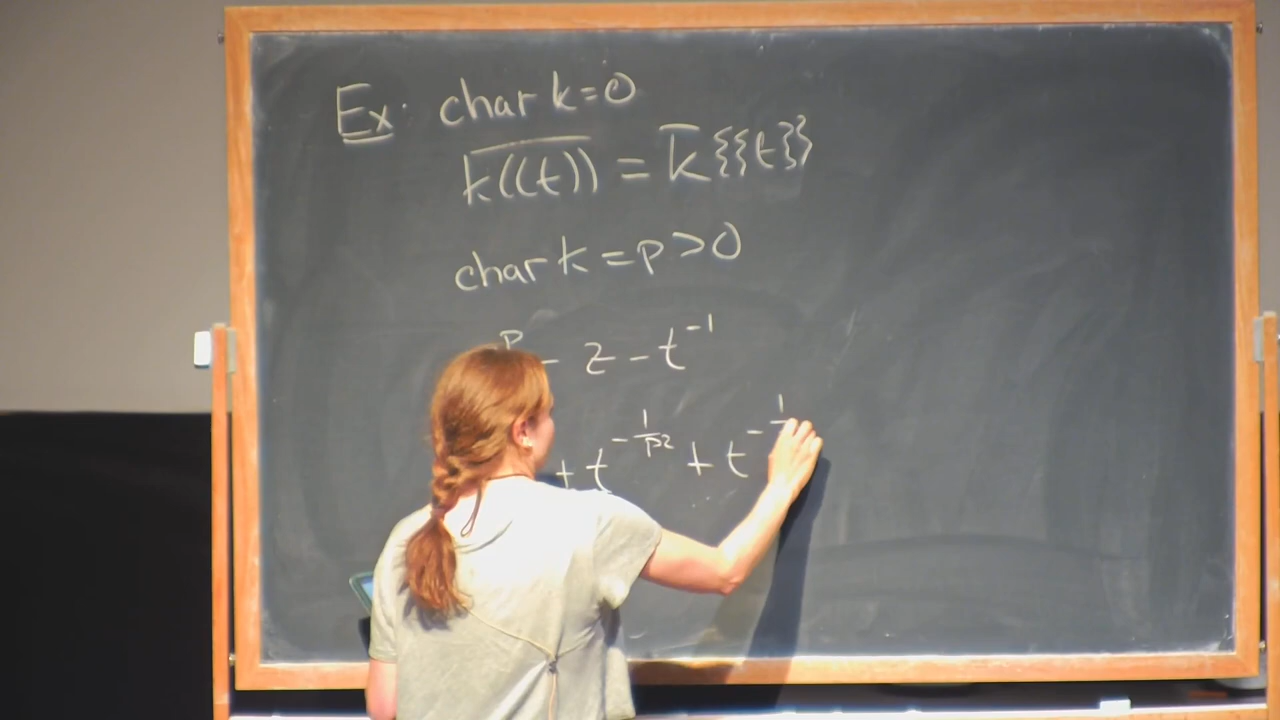 Ex: char k=0
\overline{k((t))} = \overline{k}{{t}}
char k = p>0
^p - z - t^{-1}
+ t^{-\frac{1}{p^2}} + t^{-\frac{1}{}}